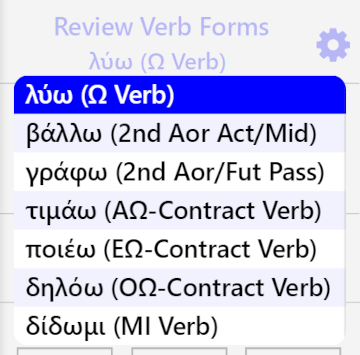 Review Verb Forms
λύω (Ω Verb)
λύω (Ω Verb)
βάλλω (2nd Aor Act/Mid)
γράφω (2nd Aor/Fut Pass)
τιμάω (ΑΩ-Contract Verb)
ποιέω (ΕΩ-Contract Verb)
δηλόω (ΟΩ-Contract Verb)
δίδωμι (ΜΙ Verb)